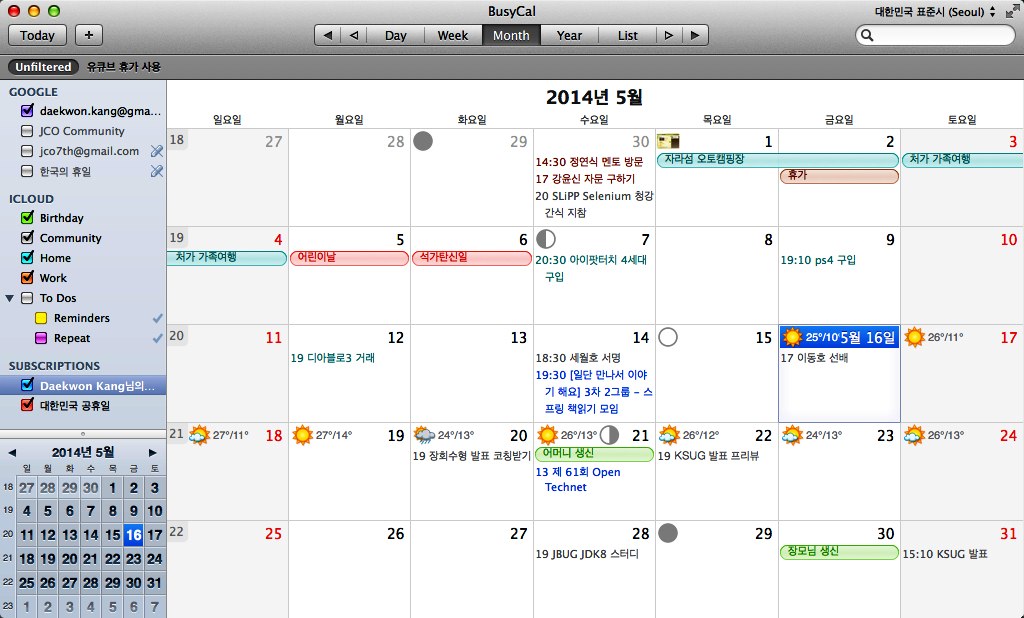 BusyCal
대한민국 표준시 (Seoul)
Today
+
Day Week Month Year List
Unfiltered 유큐브 휴가 사용
GOOGLE
daekwon.kang@gma...
JCO Community
jco7th@gmail.com
한국의 휴일
ICLOUD
Birthday
Community
Home
Work
To Dos
Reminders
Repeat
SUBSCRIPTIONS
Daekwon Kang님의...
대한민국 공휴일
2014년 5월
일 월 화 수 목 금 토
18 27 28 29 30 1 2 3
19 4 5 6 7 8 9 10
20 11 12 13 14 15 16 17
21 18 19 20 21 22 23 24
22 25 26 27 28 29 30 31
23 1 2 3 4 5 6 7
2014년 5월
일요일 월요일 화요일 수요일 목요일 금요일 토요일
18 27 28 29 30 1 2 3
14:30 정연식 멘토 방문
17 강윤신 자문 구하기
20 SLiPP Selenium 청강
간식 지참
자라섬 오토캠핑장
휴가
처가 가족여행
19 4 5 6 7 8 9 10
처가 가족여행
어린이날
석가탄신일
20:30 아이팟터치 4세대
구입
19:10 ps4 구입
20 11 12 13 14 15 25°/10° 5월 16일 26°/11° 17
19 디아블로3 거래
18:30 세월호 서명
19:30 [일단 만나서 이야
기 해요] 3차 2그룹 - 스
프링 책읽기 모임
17 이동호 선배
21 27°/11° 18 27°/14° 19 24°/13° 20 26°/13° 21 26°/12° 22 24°/13° 23 26°/13° 24
19 장회수형 발표 코칭받기
어머니 생신
13 제 61회 Open
Technet
19 KSUG 발표 프리뷰
22 25 26 27 28 29 30 31
19 JBUG JDK8 스터디
장모님 생신
15:10 KSUG 발표